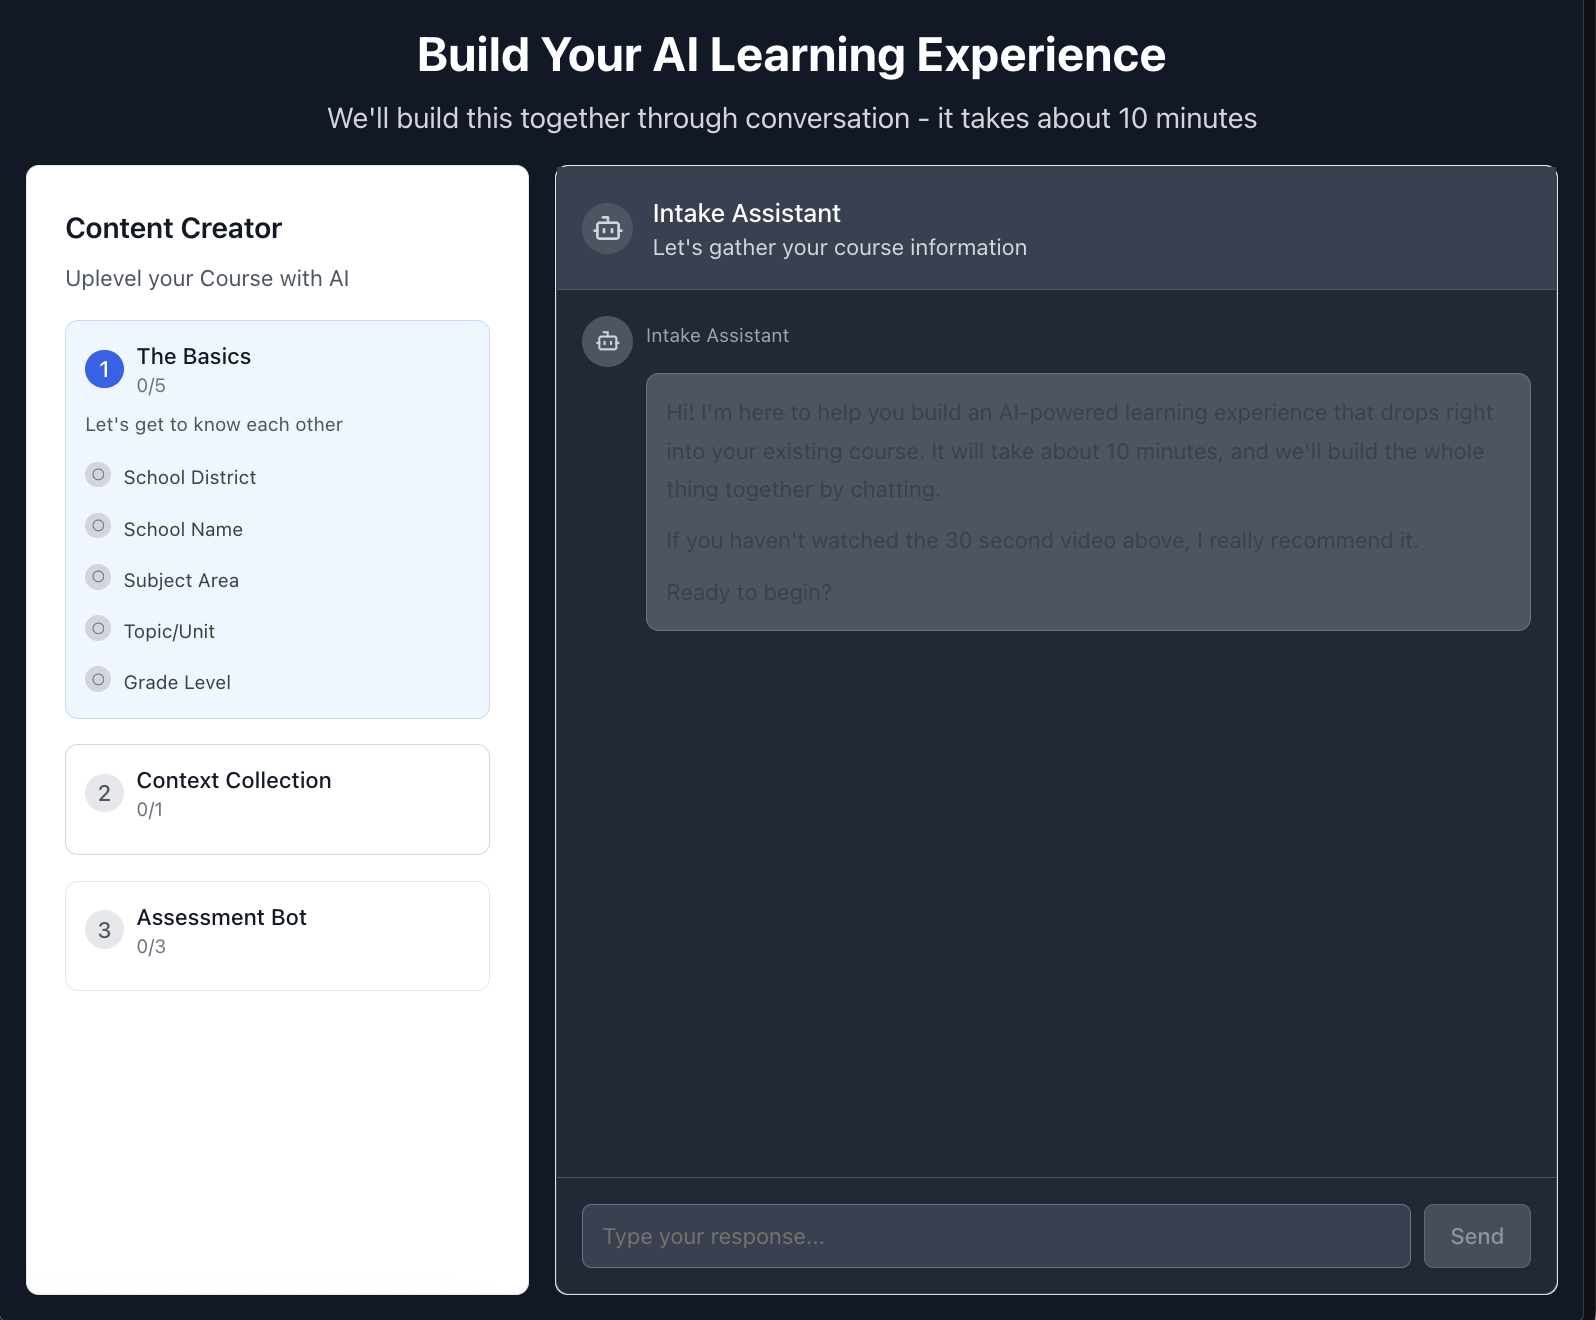 Build Your AI Learning Experience
We'll build this together through conversation - it takes about 10 minutes
Content Creator
Uplevel your Course with AI
1
The Basics
0/5
Let's get to know each other
School District
School Name
Subject Area
Topic/Unit
Grade Level
2
Context Collection
0/1
3
Assessment Bot
0/3
Intake Assistant
Let's gather your course information
Intake Assistant
Hi! I'm here to help you build an AI-powered learning experience that drops right
into your existing course. It will take about 10 minutes, and we'll build the whole
thing together by chatting.
If you haven't watched the 30 second video above, I really recommend it.
Ready to begin?
Type your response...
Send